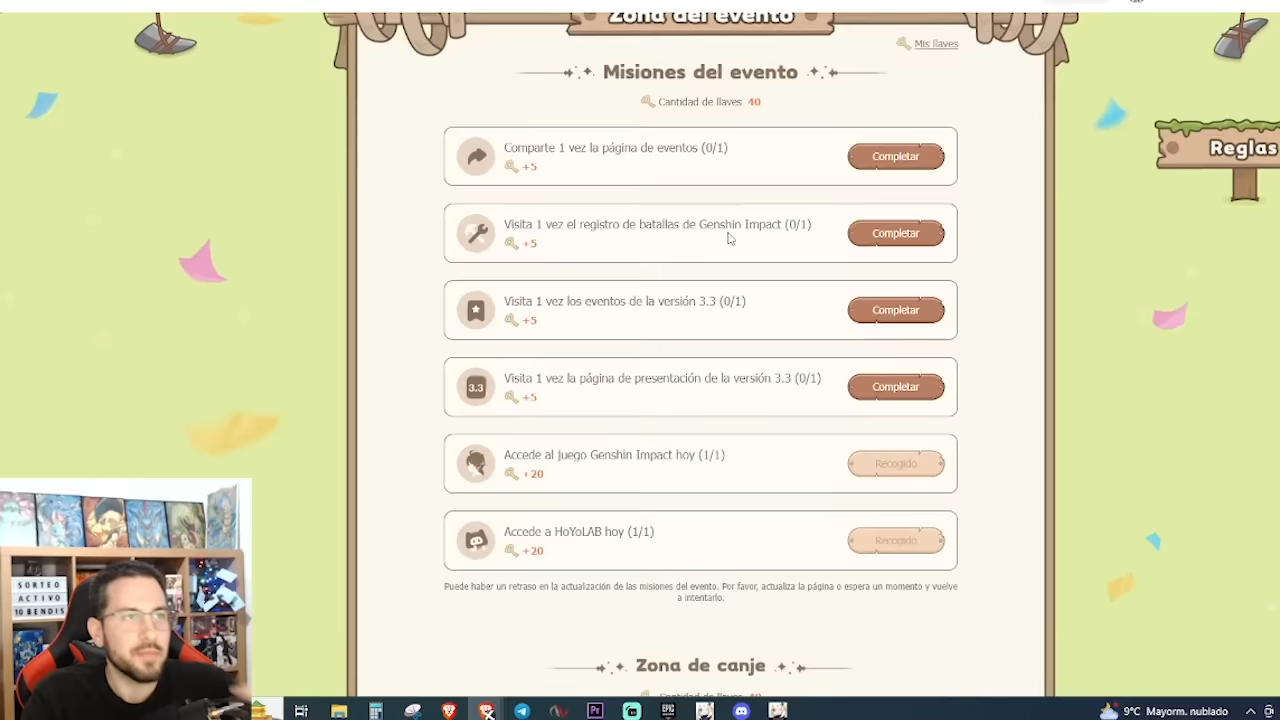 Zona del evento
Mis llaves
Misiones del evento
Cantidad de llaves 40
Comparte 1 vez la página de eventos (0/1)
+5
Completar
Visita 1 vez el registro de batallas de Genshin Impact (0/1)
+5
Completar
Reglas
Visita 1 vez los eventos de la versión 3.3 (0/1)
+5
Completar
3.3
Visita 1 vez la página de presentación de la versión 3.3 (0/1)
+5
Completar
Accede al juego Genshin Impact hoy (1/1)
+20
Recogido
Accede a HoYoLAB hoy (1/1)
+20
Recogido
Puede haber un retraso en la actualización de las misiones del evento. Por favor, actualiza la página o espera un momento y vuelve
a intentarlo.
SORTEO
ACTIVO
10 BENDIS
Zona de canje
Cantidad de llaves 40
Pr
EPIC
9°C Mayorm. nublado